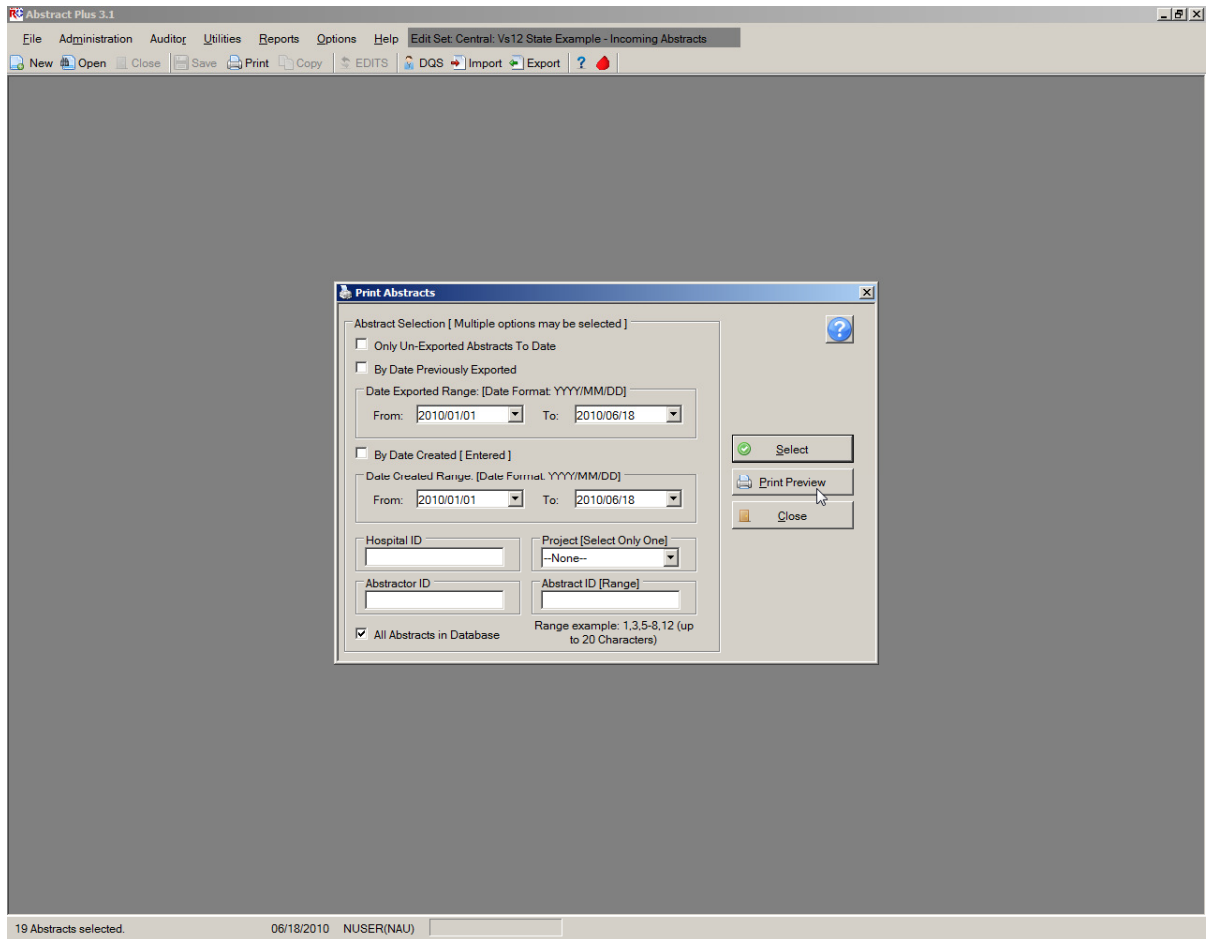 Abstract Plus 3.1
File Administration Auditor Utilities Reports Options Help Edit Set: Central: Vs12 State Example - Incoming Abstracts
New Open Close Save Print Copy EDITS DQS Import Export ?
Print Abstracts
Abstract Selection [ Multiple options may be selected ]
?
Only Un-Exported Abstracts To Date
By Date Previously Exported
Date Exported Range: [Date Format: YYYY/MM/DD]
From: 2010/01/01 To: 2010/06/18
By Date Created [ Entered ]
Select
Date Created Range: [Date Format: YYYY/MM/DD]
Print Preview
From: 2010/01/01 To: 2010/06/18
Close
Hospital ID Project [Select Only One]
--None--
Abstractor ID Abstract ID [Range]
All Abstracts in Database
Range example: 1,3,5-8,12 (up
to 20 Characters)
19 Abstracts selected. 06/18/2010 NUSER(NAU)